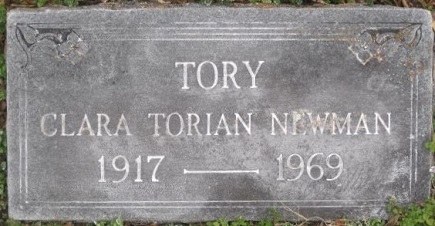 TORY
CLARA TORIAN NEWMAN
1917 — 1969